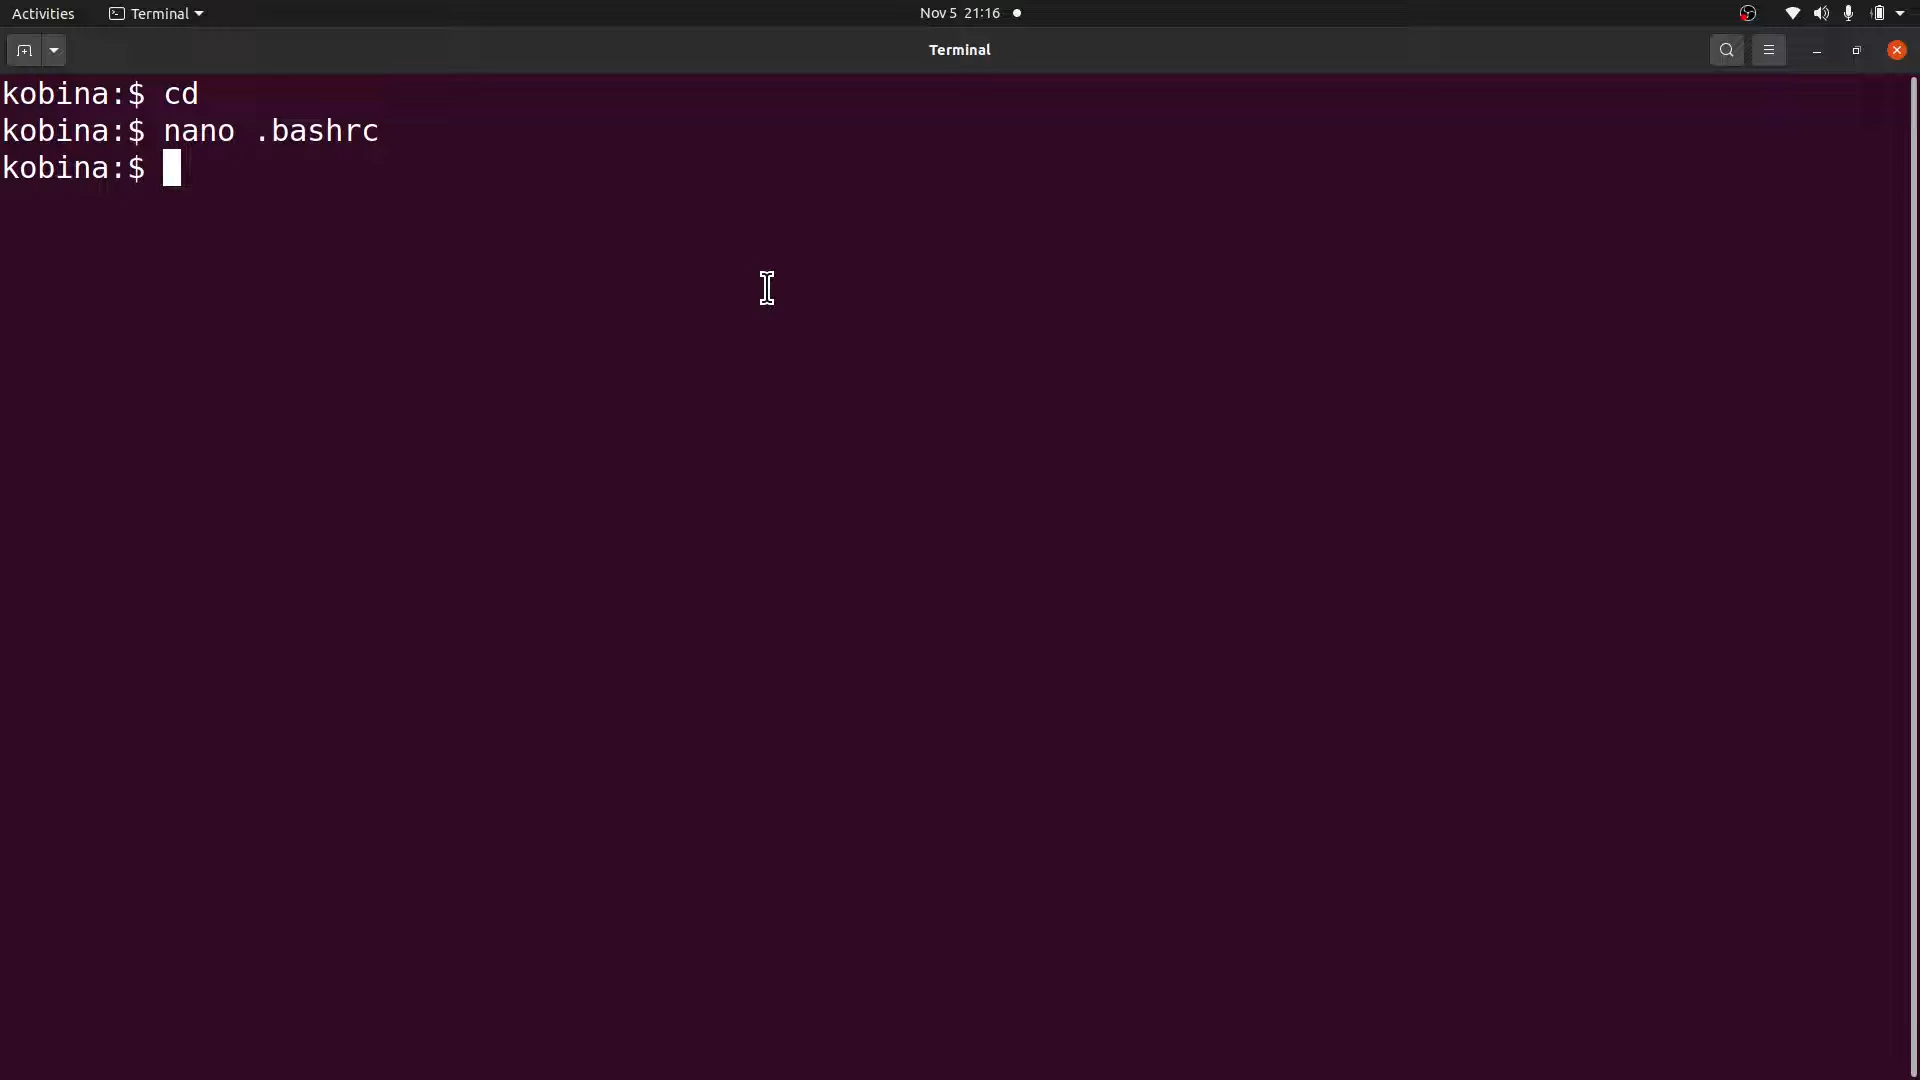 Activities Terminal Nov 5 21:16
Terminal
kobina:$ cd
kobina:$ nano .bashrc
kobina:$